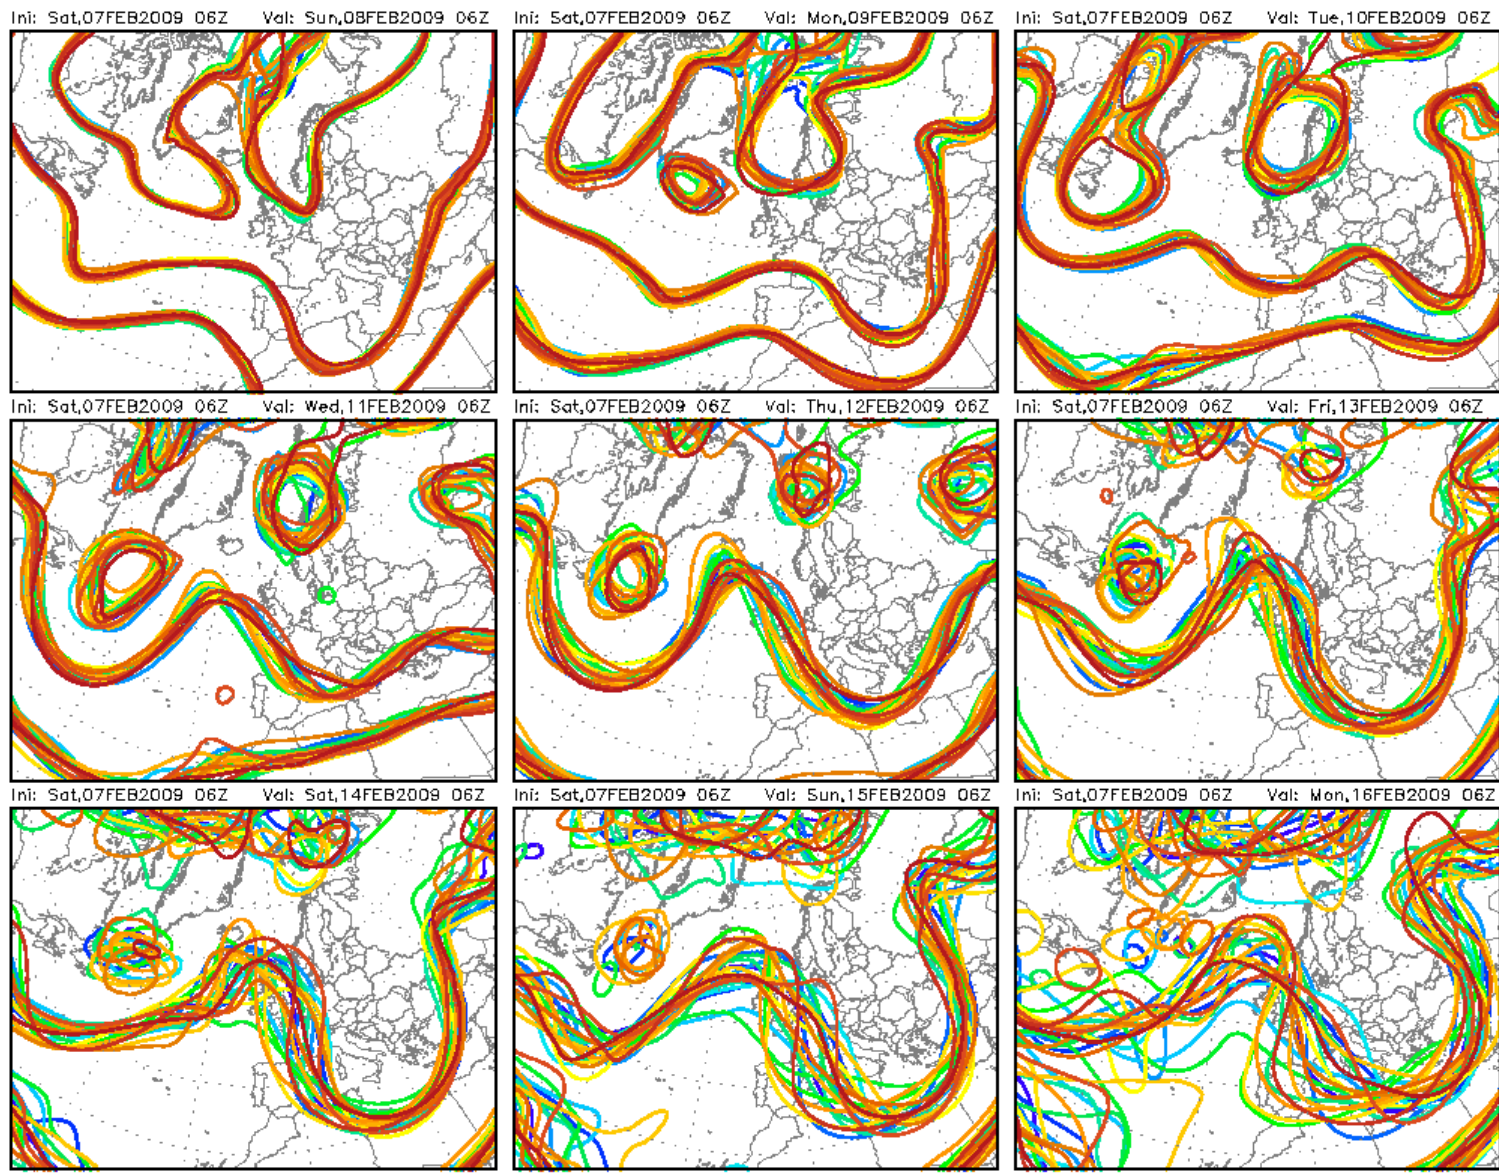 Ini: Sat,07FEB2009 06Z Val: Sun,08FEB2009 06Z
Ini: Sat,07FEB2009 06Z Val: Mon,09FEB2009 06Z
Ini: Sat,07FEB2009 06Z Val: Tue,10FEB2009 06Z
Ini: Sat,07FEB2009 06Z Val: Wed,11FEB2009 06Z
Ini: Sat,07FEB2009 06Z Val: Thu,12FEB2009 06Z
Ini: Sat,07FEB2009 06Z Val: Fri,13FEB2009 06Z
Ini: Sat,07FEB2009 06Z Val: Sat,14FEB2009 06Z
Ini: Sat,07FEB2009 06Z Val: Sun,15FEB2009 06Z
Ini: Sat,07FEB2009 06Z Val: Mon,16FEB2009 06Z